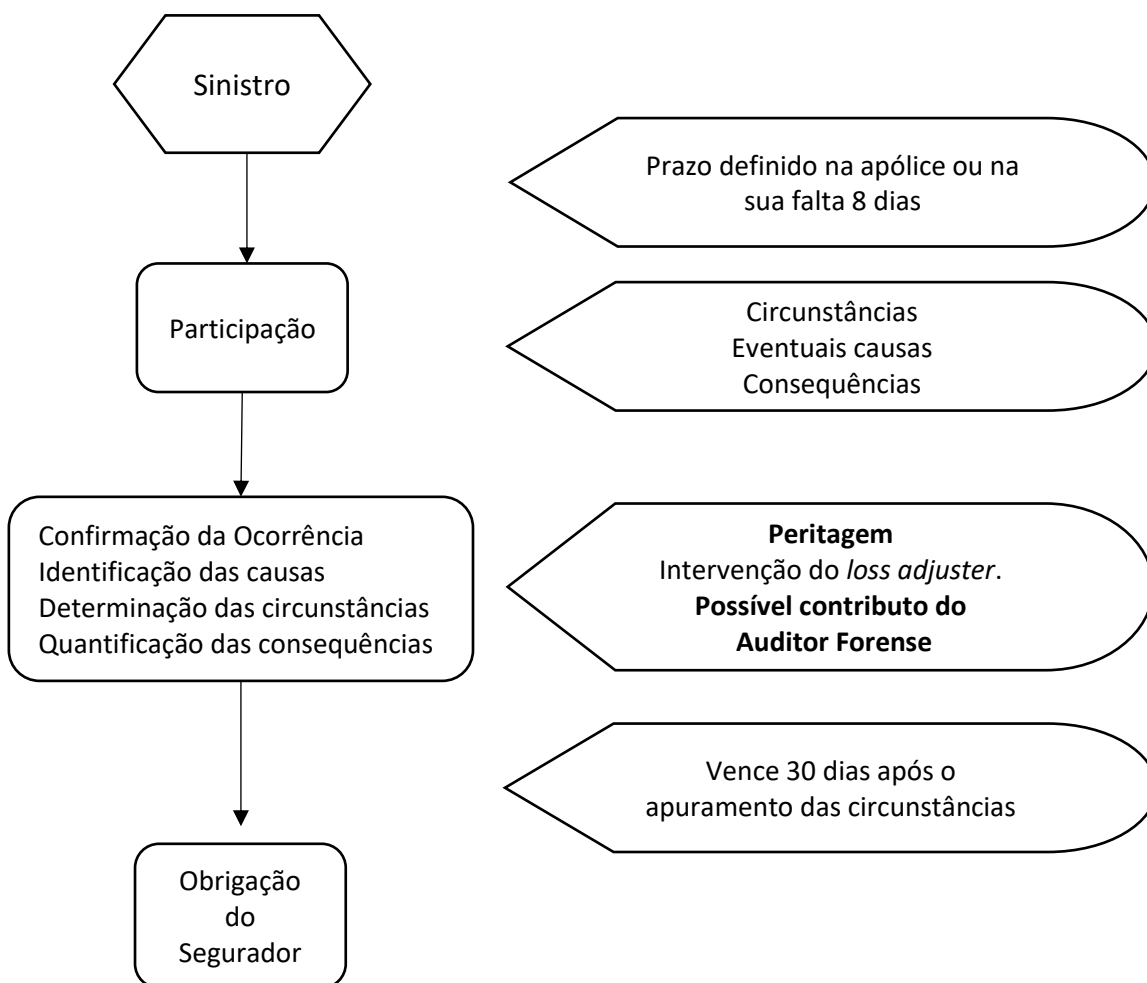 Sinistro
Prazo definido na apólice ou na
sua falta 8 dias
Participação
Circunstâncias
Eventuais causas
Consequências
Confirmação da Ocorrência
Identificação das causas
Determinação das circunstâncias
Quantificação das consequências
Peritagem
Intervenção do loss adjuster.
Possível contributo do
Auditor Forense
Vence 30 dias após o
apuramento das circunstâncias
Obrigação
do
Segurador